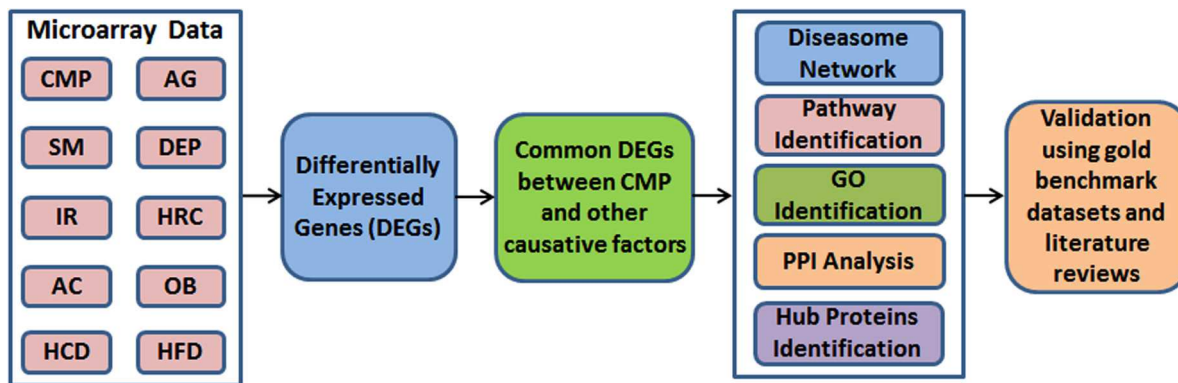 Microarray Data
CMP
AG
SM
DEP
IR
HRC
AC
OB
HCD
HFD
Differentially
Expressed
Genes (DEGs)
Common DEGs
between CMP
and other
causative factors
Diseasome
Network
Pathway
Identification
GO
Identification
PPI Analysis
Hub Proteins
Identification
Validation
using gold
benchmark
datasets and
literature
reviews